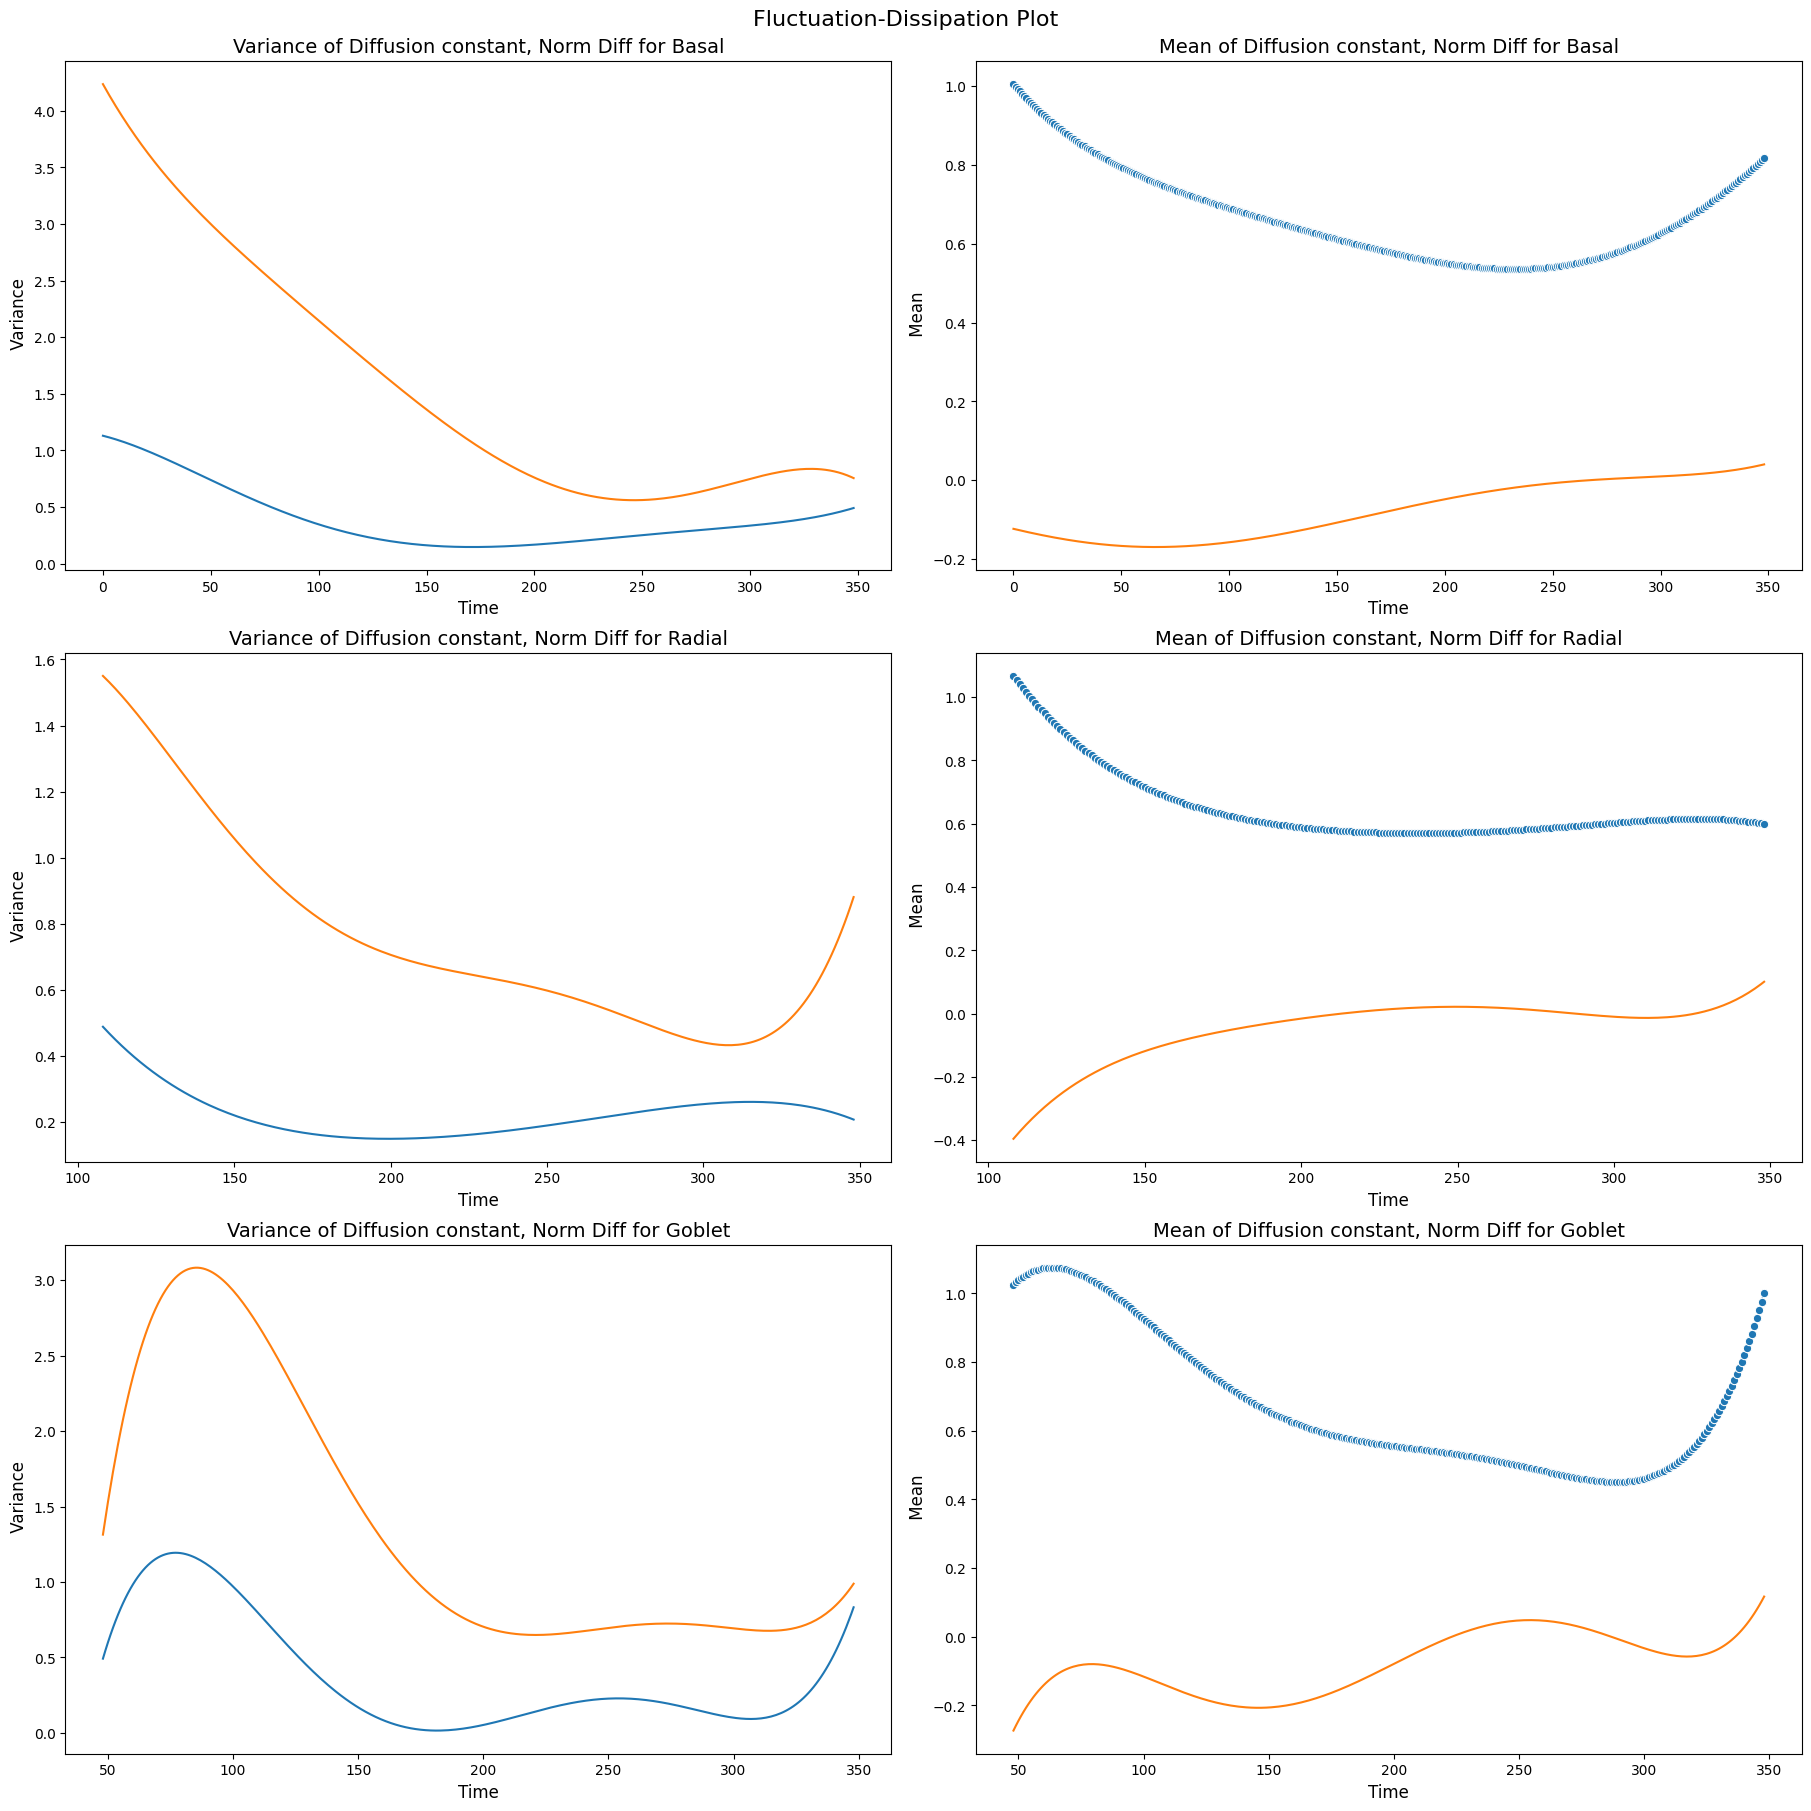 Fluctuation-Dissipation Plot
Variance of Diffusion constant, Norm Diff for Basal
Variance
4.0
3.5
3.0
2.5
2.0
1.5
1.0
0.5
0.0
0 50 100 150 200 250 300 350
Time
Mean of Diffusion constant, Norm Diff for Basal
Mean
1.0
0.8
0.6
0.4
0.2
0.0
−0.2
0 50 100 150 200 250 300 350
Time
Variance of Diffusion constant, Norm Diff for Radial
Variance
1.6
1.4
1.2
1.0
0.8
0.6
0.4
0.2
100 150 200 250 300 350
Time
Mean of Diffusion constant, Norm Diff for Radial
Mean
1.0
0.8
0.6
0.4
0.2
0.0
−0.2
−0.4
100 150 200 250 300 350
Time
Variance of Diffusion constant, Norm Diff for Goblet
Variance
3.0
2.5
2.0
1.5
1.0
0.5
0.0
50 100 150 200 250 300 350
Time
Mean of Diffusion constant, Norm Diff for Goblet
Mean
1.0
0.8
0.6
0.4
0.2
0.0
−0.2
50 100 150 200 250 300 350
Time